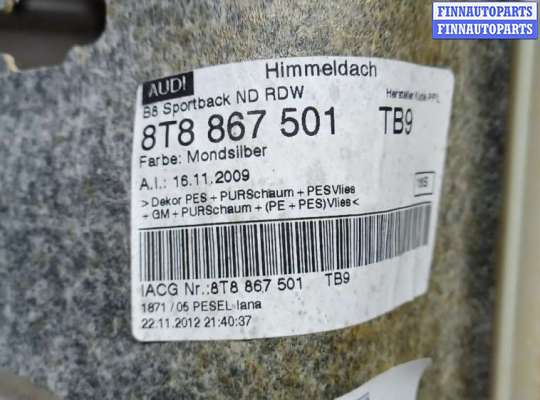 FINNAUTOPARTS
FINNAUTOPARTS
AUDI
Himmeldach
B8 Sportback ND RDW
8T8 867 501 TB9
Farbe: Mondsilber
A.I.: 16.11.2009
> Dekor PES + PURSchaum + PESVlies
+ GM + PURSchaum + (PE + PES)Vlies <
IACG Nr.:8T8 867 501 TB9
1871 / 05 PESEL-Iana
22.11.2012 21:40:37